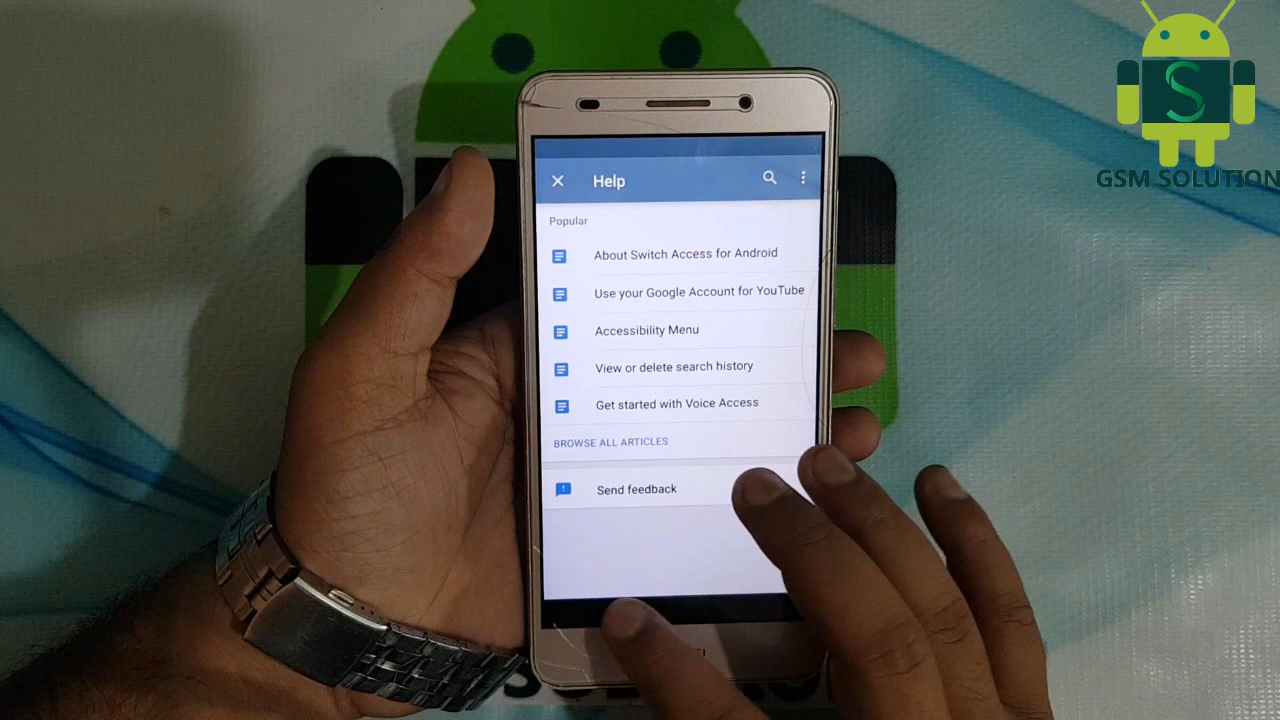 GSM SOLUTION
Help
Popular
About Switch Access for Android
Use your Google Account for YouTube
Accessibility Menu
View or delete search history
Get started with Voice Access
BROWSE ALL ARTICLES
Send feedback